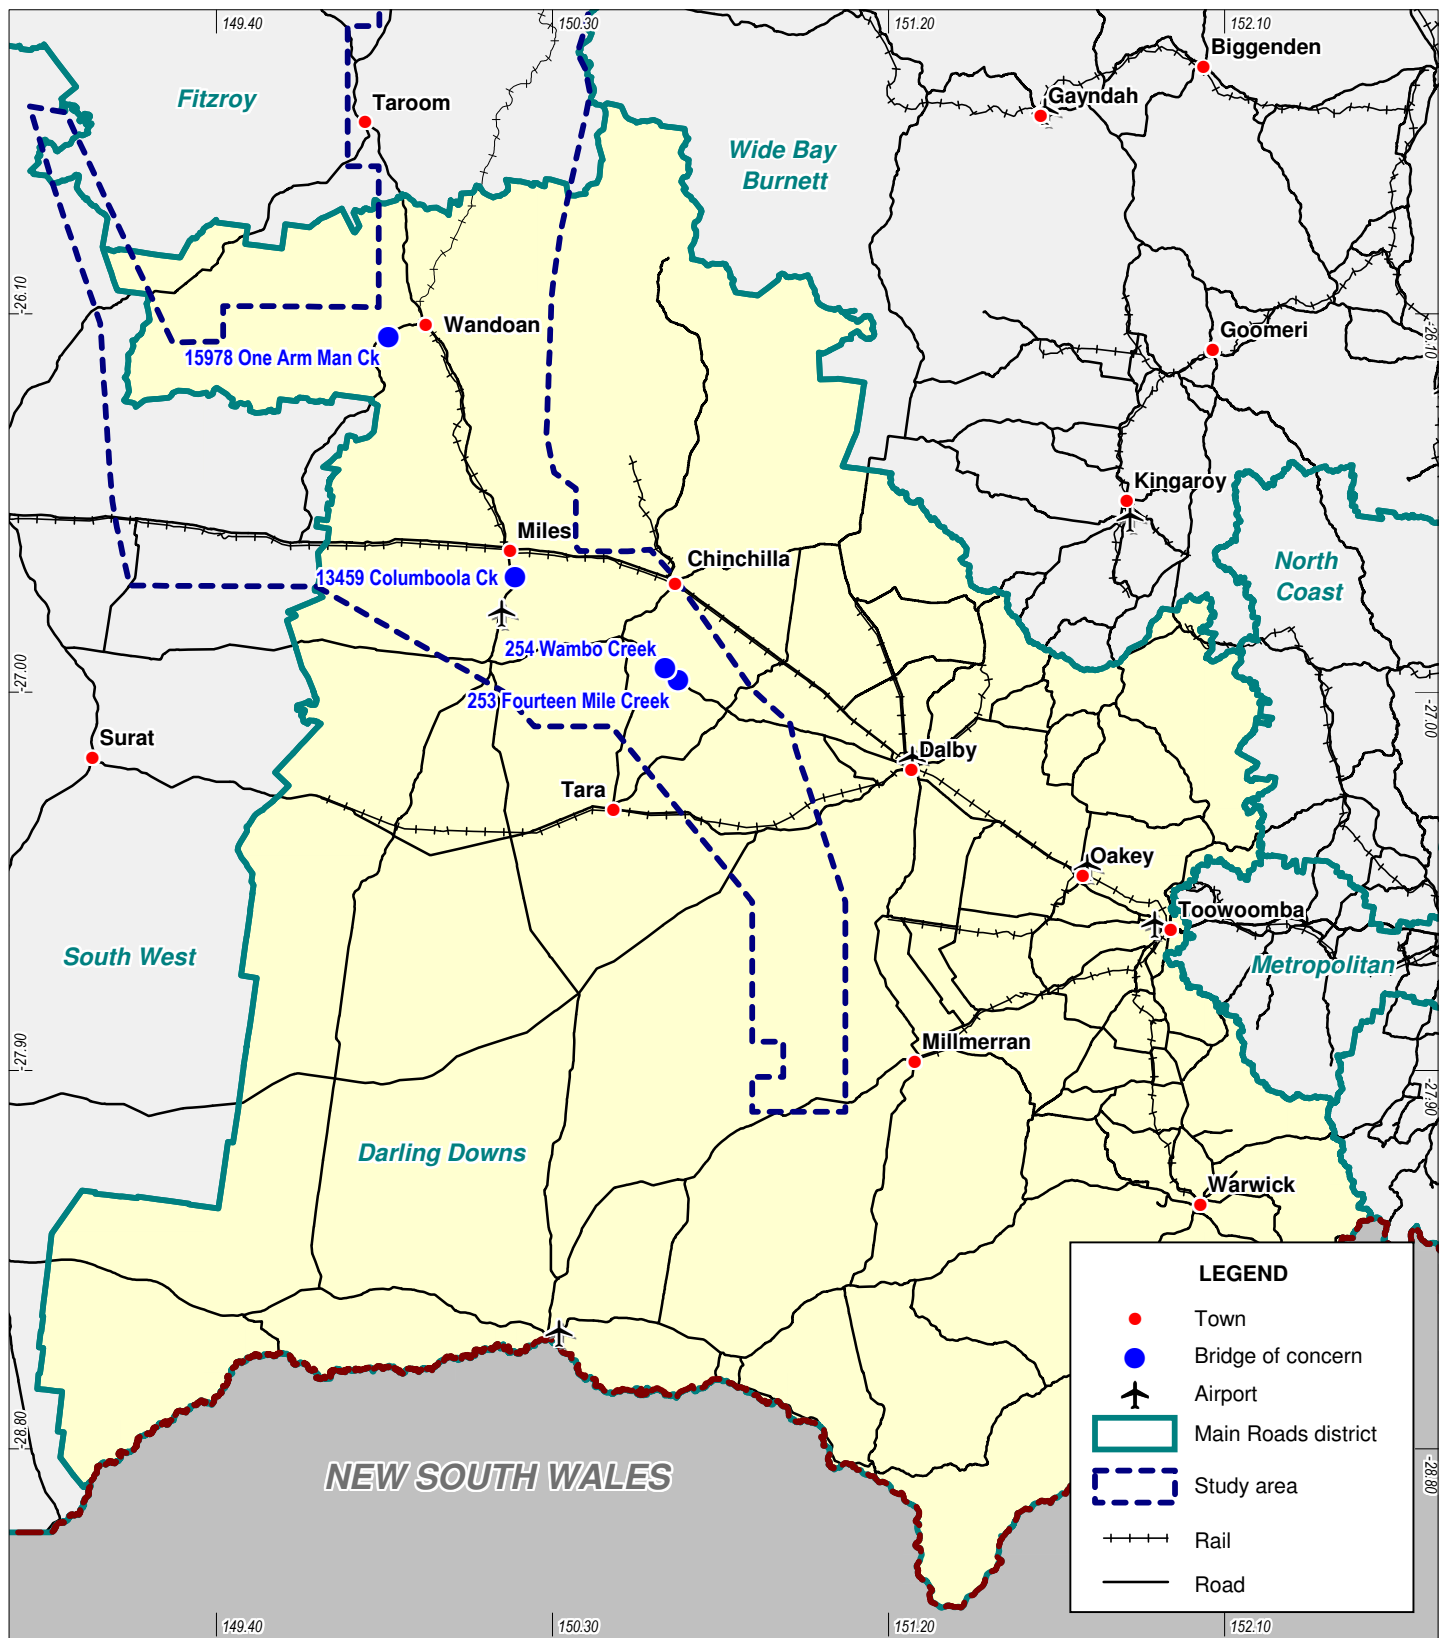 149.40
150.30
151.20
152.10
Biggenden
Fitzroy
Taroom
Gayndah
Wide Bay
Burnett
-26.10
-26.10
Wandoan
Goomeri
15978 One Arm Man Ck
Kingaroy
Miles
Chinchilla
North
Coast
13459 Columboola Ck
254 Wambo Creek
253 Fourteen Mile Creek
-27.00
-27.00
Surat
Dalby
Tara
Oakey
Toowoomba
South West
Metropolitan
Millmerran
-27.90
-27.90
Darling Downs
Warwick
LEGEND
Town
Bridge of concern
Airport
Main Roads district
Study area
Rail
Road
-28.80
-28.80
NEW SOUTH WALES
149.40
150.30
151.20
152.10